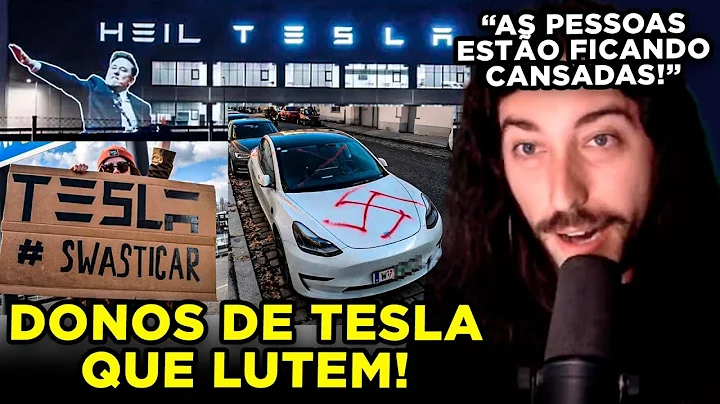 HEIL TESLA
“AS PESSOAS
ESTÃO FICANDO
CANSADAS!”
TESLA
# SWASTICAR
DONOS DE TESLA
QUE LUTEM!